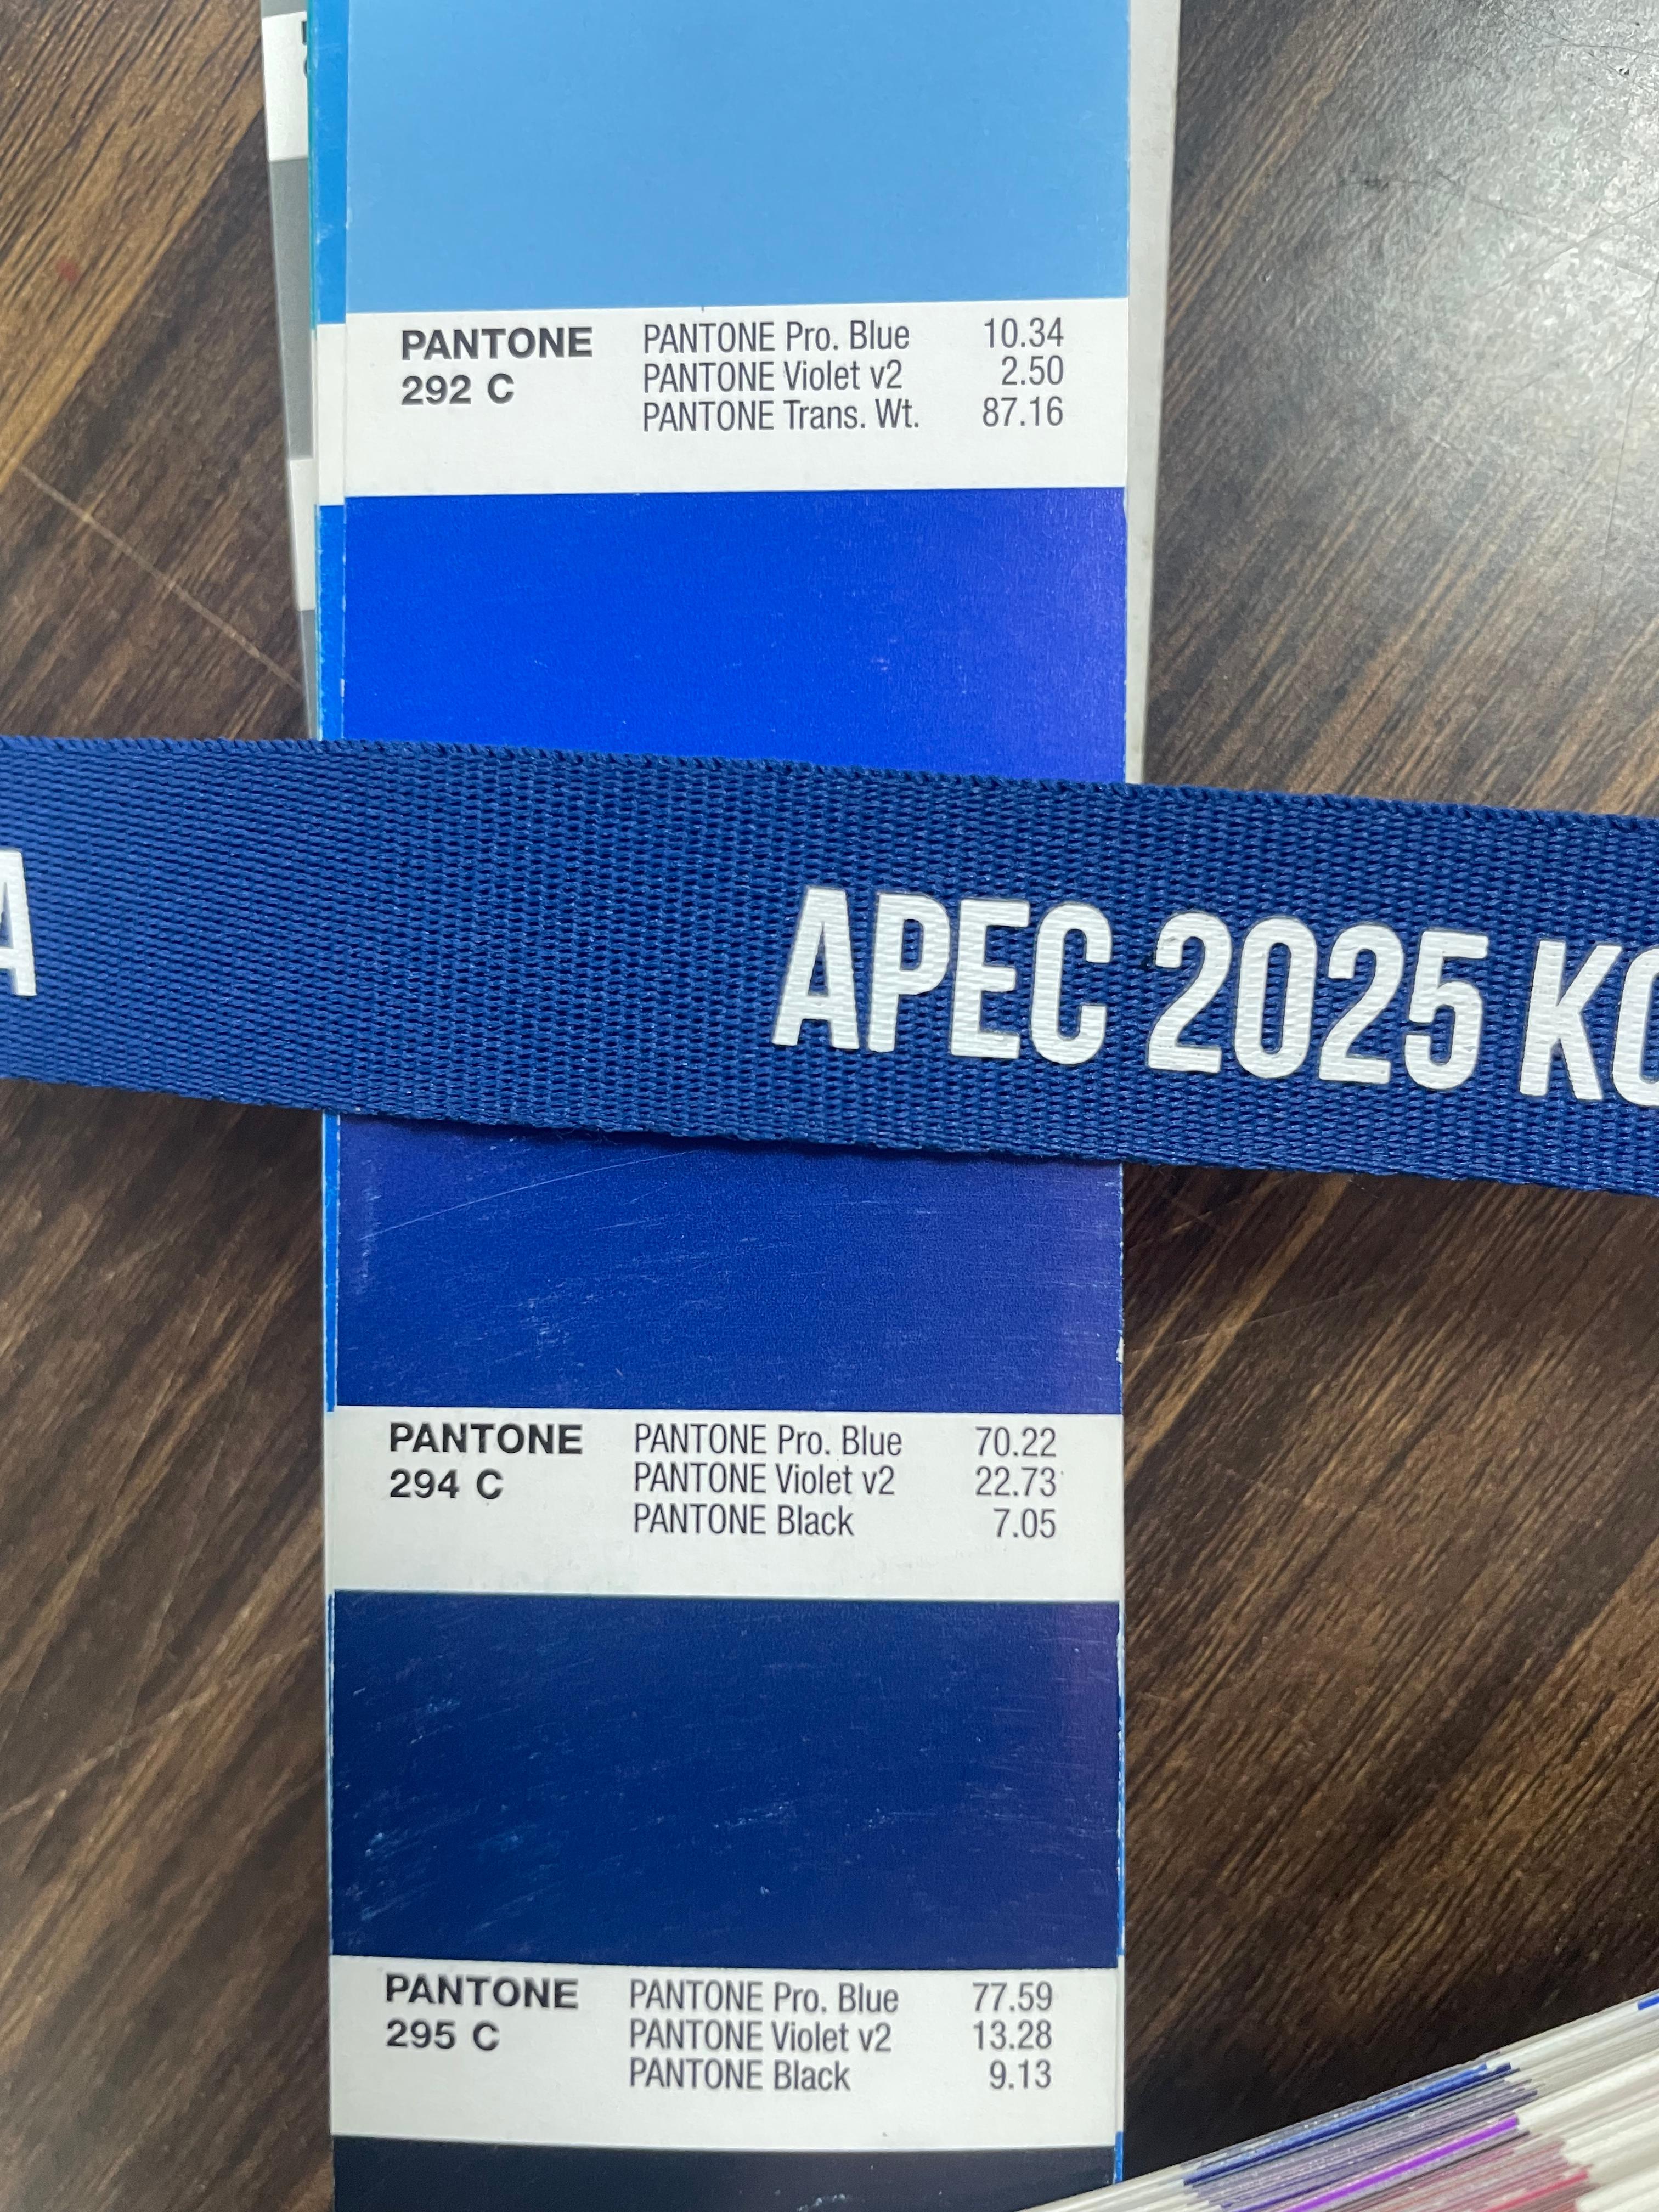 PANTONE
292 C
PANTONE Pro. Blue 10.34
PANTONE Violet v2 2.50
PANTONE Trans. Wt. 87.16
A
APEC 2025 KO
PANTONE
294 C
PANTONE Pro. Blue 70.22
PANTONE Violet v2 22.73
PANTONE Black 7.05
PANTONE
295 C
PANTONE Pro. Blue 77.59
PANTONE Violet v2 13.28
PANTONE Black 9.13